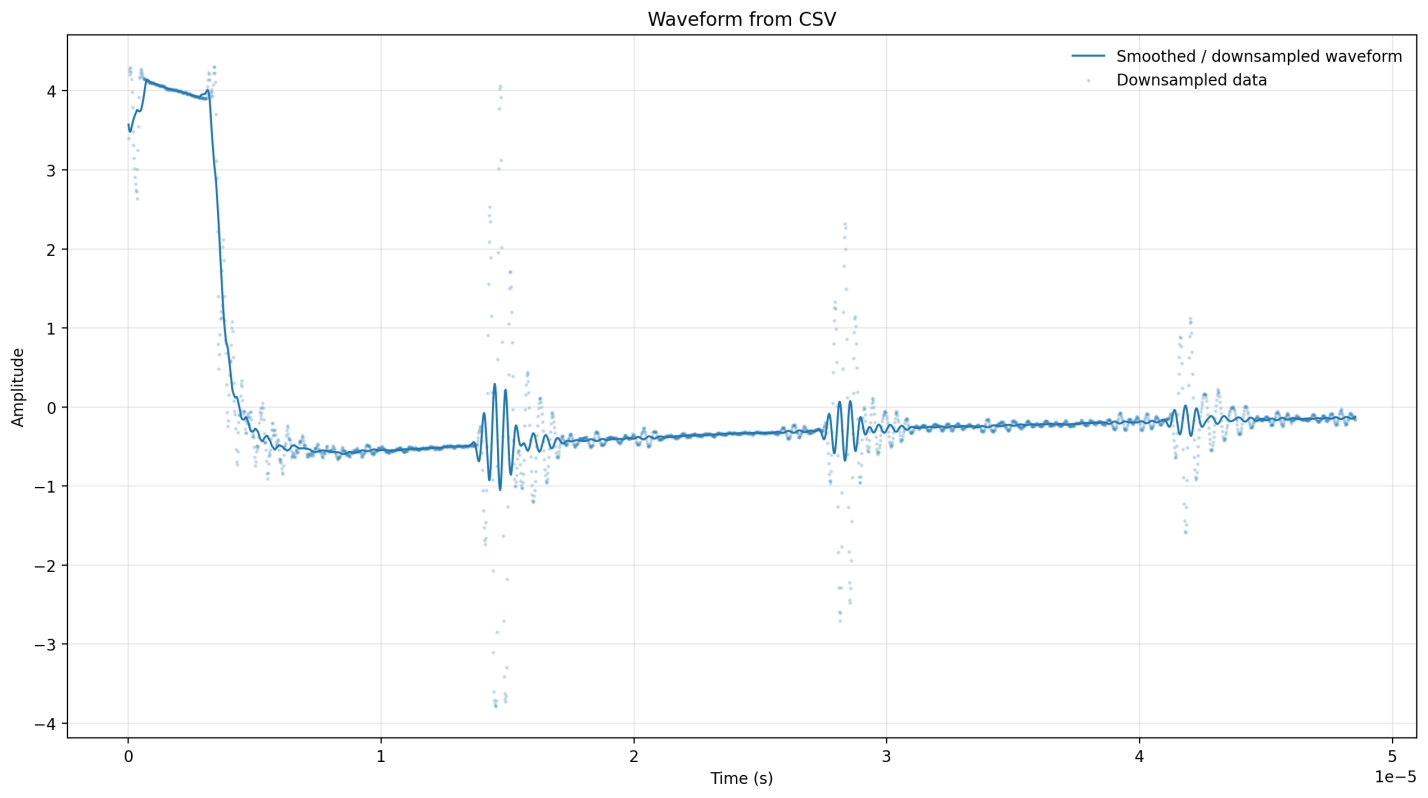 Waveform from CSV
Smoothed / downsampled waveform
Downsampled data
Amplitude
4
3
2
1
0
−1
−2
−3
−4
0
1
2
3
4
5
1e−5
Time (s)